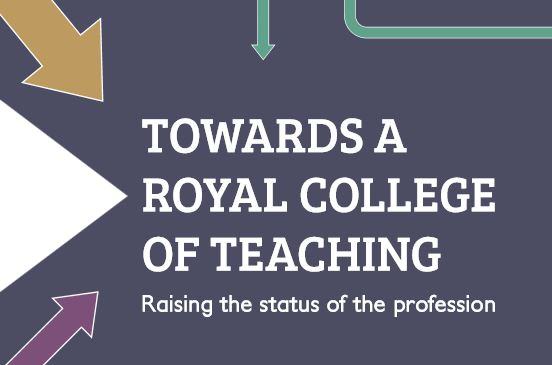 TOWARDS A
ROYAL COLLEGE
OF TEACHING
Raising the status of the profession